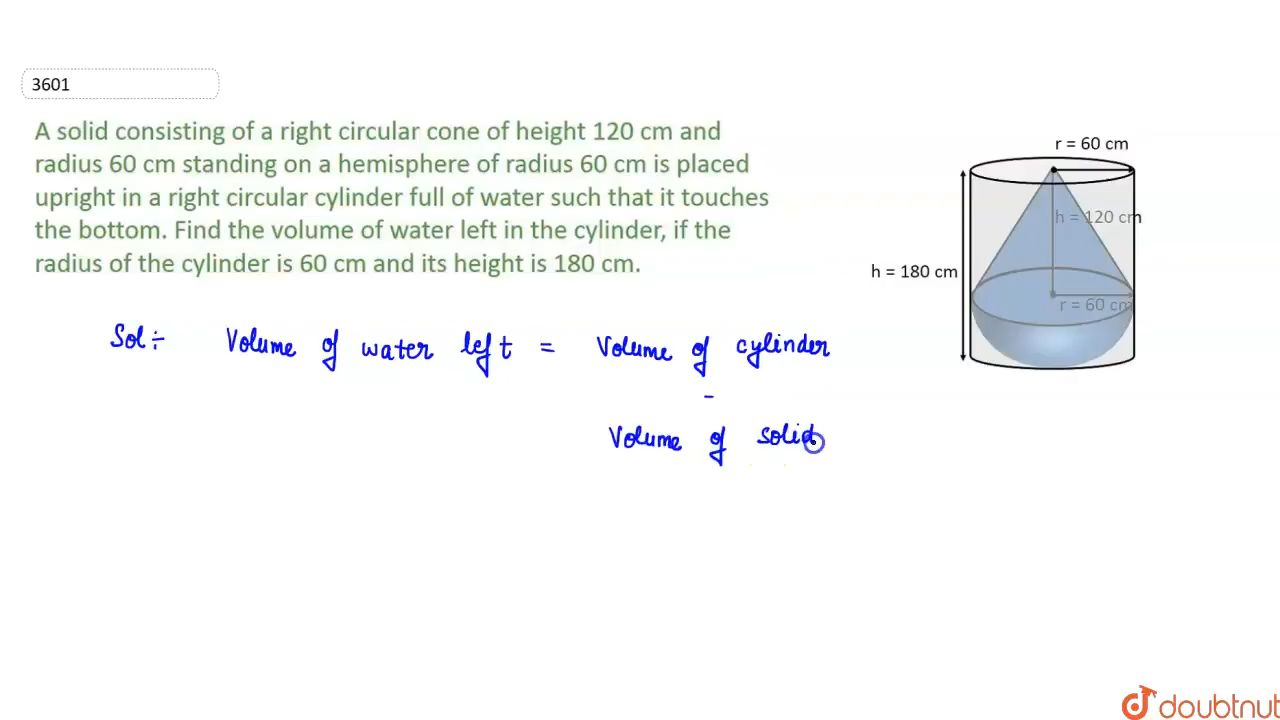 3601
A solid consisting of a right circular cone of height 120 cm and
radius 60 cm standing on a hemisphere of radius 60 cm is placed
upright in a right circular cylinder full of water such that it touches
the bottom. Find the volume of water left in the cylinder, if the
radius of the cylinder is 60 cm and its height is 180 cm.
r = 60 cm
h = 120 cm
h = 180 cm
r = 60 cm
Sol÷ Volume of water left = Volume of cylinder
-
Volume of solid
doubtnut